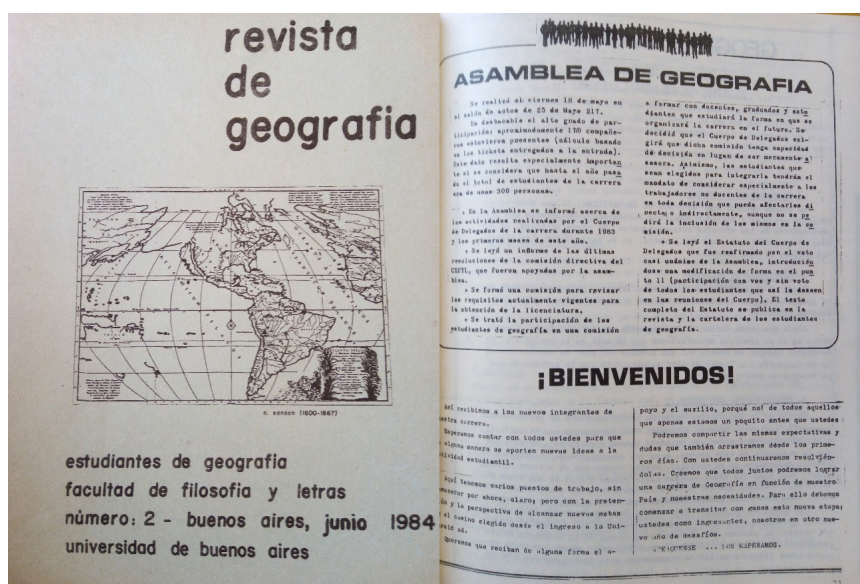 revista
de
geografia
n. sanson (1600-1667)
estudiantes de geografia
facultad de filosofia y letras
número: 2 - buenos aires, junio 1984
universidad de buenos aires
ASAMBLEA DE GEOGRAFIA
Se realizó el viernes 18 de mayo en
el salón de actos de 25 de Mayo 217.
Es destacable el alto grado de par-
ticipación: aproximadamente 170 compañe-
ros estuvieron presentes (cálculo basado
en los tickets entregados a la entrada).
Este dato resulta especialmente importan
te si se considera que hasta el año pasa
do el total de estudiantes de la carrera
era de unas 300 personas.
* En la Asamblea se informó acerca de
las actividades realizadas por el Cuerpo
de Delegados de la carrera durante 1983
y los primeros meses de este año.
* Se leyó un informe de las últimas
resoluciones de la comisión directiva del
que fueron apoyadas por la asam-
blea.
* Se formó una comisión para revisar
los requisitos actualmente vigentes para
la obtención de la licenciatura.
* Se trató la participación de los
estudiantes de geografía en una comisión
a formar con docentes, graduados y estu
diantes que estudiará la forma en que se
organizará la carrera en el futuro. Se
decidió que el Cuerpo de Delegados exi-
girá que dicha comisión tenga capacidad
de decisión en lugar de ser meramente a
sesora. Asimismo, los estudiantes que
sean elegidos para integrarla tendrán el
mandato de considerar especialmente a los
trabajadores no docentes de la carrera
en toda decisión que pueda afectarlos di
recta o indirectamente, aunque no se pe
dirá la inclusión de los mismos en la co
misión.
* Se leyó el Estatuto del Cuerpo de
Delegados que fue reafirmado por el voto
casi unánime de la Asamblea, introducién
dose una modificación de forma en el pun
to 11 (participación con voz y sin voto
de todos los estudiantes que así lo deseen
en las reuniones del Cuerpo). El texto
completo del Estatuto se publica en la
revista y la cartelera de los estudiantes
de geografía.
¡BIENVENIDOS!
Así recibimos a los nuevos integrantes de
carrera.
Esperamos contar con todos ustedes para que
alguna manera se aporten nuevas ideas a la
estudiantil.
Aquí tenemos varios puntos de trabajo, sin
por ahora, claro; pero con la preten-
y la perspectiva de alcanzar nuevas metas
el camino elegido desde el ingreso a la Uni-
Queremos que reciban de alguna forma el a-
poyo y el auxilio, porqué no! de todos aquellos
que apenas estamos un poquito antes que ustedes
Podremos compartir las mismas expectativas y
dudas que también arrastramos desde los prime-
ros días. Con ustedes continuaremos resolvién-
dolas. Creemos que todos juntos podremos lograr
una carrera de Geografía en función de nuestro
País y nuestras necesidades. Para ello debemos
comenzar a transitar con ganas esta nueva etapa;
ustedes como ingresantes, nosotros en otro nue-
vo año de desafíos.
... LOS ESPERAMOS.